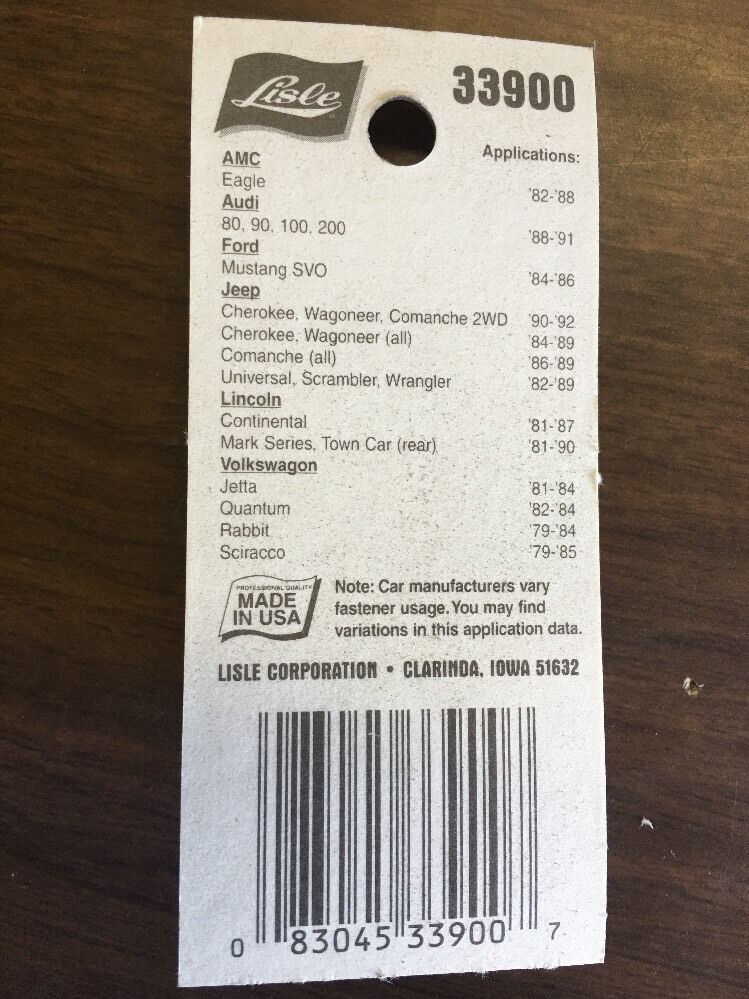 Lisle ®
33900
Applications:
AMC
Eagle '82-'88
Audi
80, 90, 100, 200 '88-'91
Ford
Mustang SVO '84-'86
Jeep
Cherokee, Wagoneer, Comanche 2WD '90-'92
Cherokee, Wagoneer (all) '84-'89
Comanche (all) '86-'89
Universal, Scrambler, Wrangler '82-'89
Lincoln
Continental '81-'87
Mark Series, Town Car (rear) '81-'90
Volkswagon
Jetta '81-'84
Quantum '82-'84
Rabbit '79-'84
Sciracco '79-'85
PROFESSIONAL QUALITY
MADE
IN USA
Note: Car manufacturers vary
fastener usage. You may find
variations in this application data.
LISLE CORPORATION • CLARINDA, IOWA 51632
0 83045 33900 7